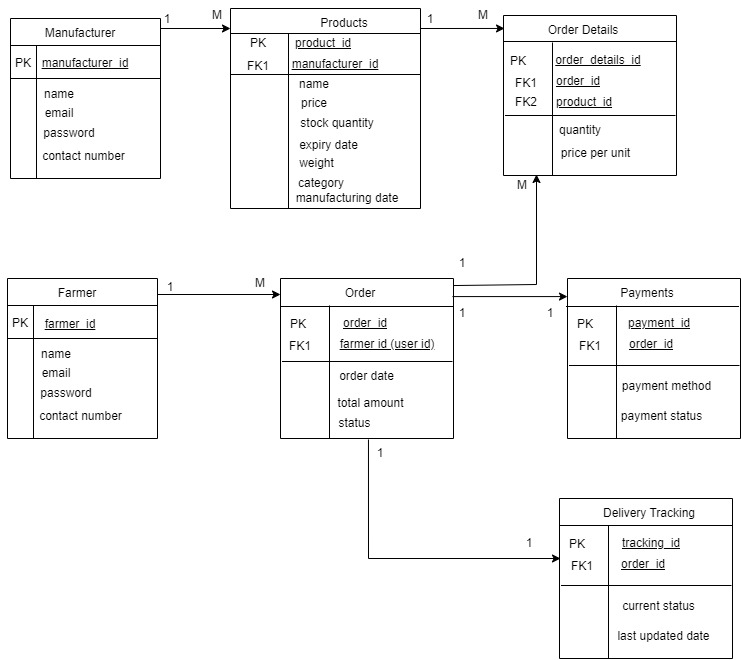 Manufacturer
PK manufacturer_id
name
email
password
contact number
1 M
Products
PK product_id
FK1 manufacturer_id
name
price
stock quantity
expiry date
weight
category
manufacturing date
1 M
Order Details
PK order_details_id
FK1 order_id
FK2 product_id
quantity
price per unit
M
1
Farmer
PK farmer_id
name
email
password
contact number
1 M
Order
PK order_id
FK1 farmer id (user id)
order date
total amount
status
1 1
Payments
PK payment_id
FK1 order_id
payment method
payment status
1
1
Delivery Tracking
PK tracking_id
FK1 order_id
current status
last updated date